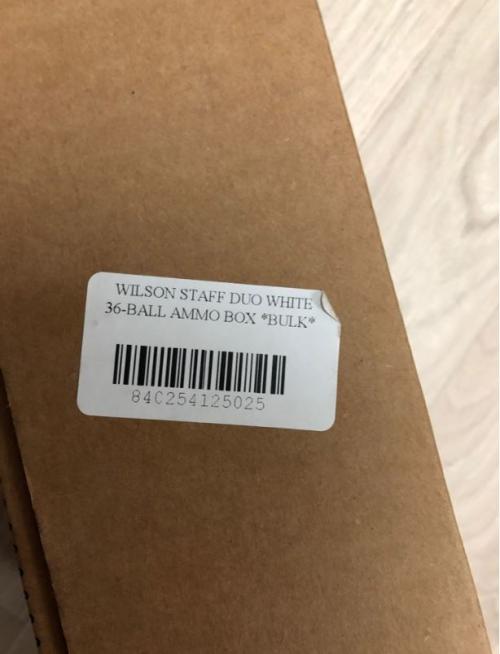 WILSON STAFF DUO WHITE
36-BALL AMMO BOX *BULK*
840254125025